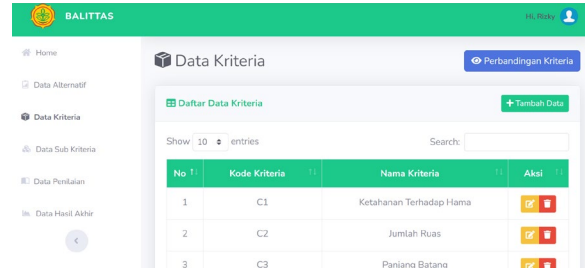 BALITTAS
Hi, Rizky
Home
Data Alternatif
Data Kriteria
Data Sub Kriteria
Data Penilaian
Data Hasil Akhir
Data Kriteria
Perbandingan Kriteria
Daftar Data Kriteria
+ Tambah Data
Show 10 entries
Search:
No Kode Kriteria Nama Kriteria Aksi
1 C1 Ketahanan Terhadap Hama
2 C2 Jumlah Ruas
3 C3 Panjang Batang